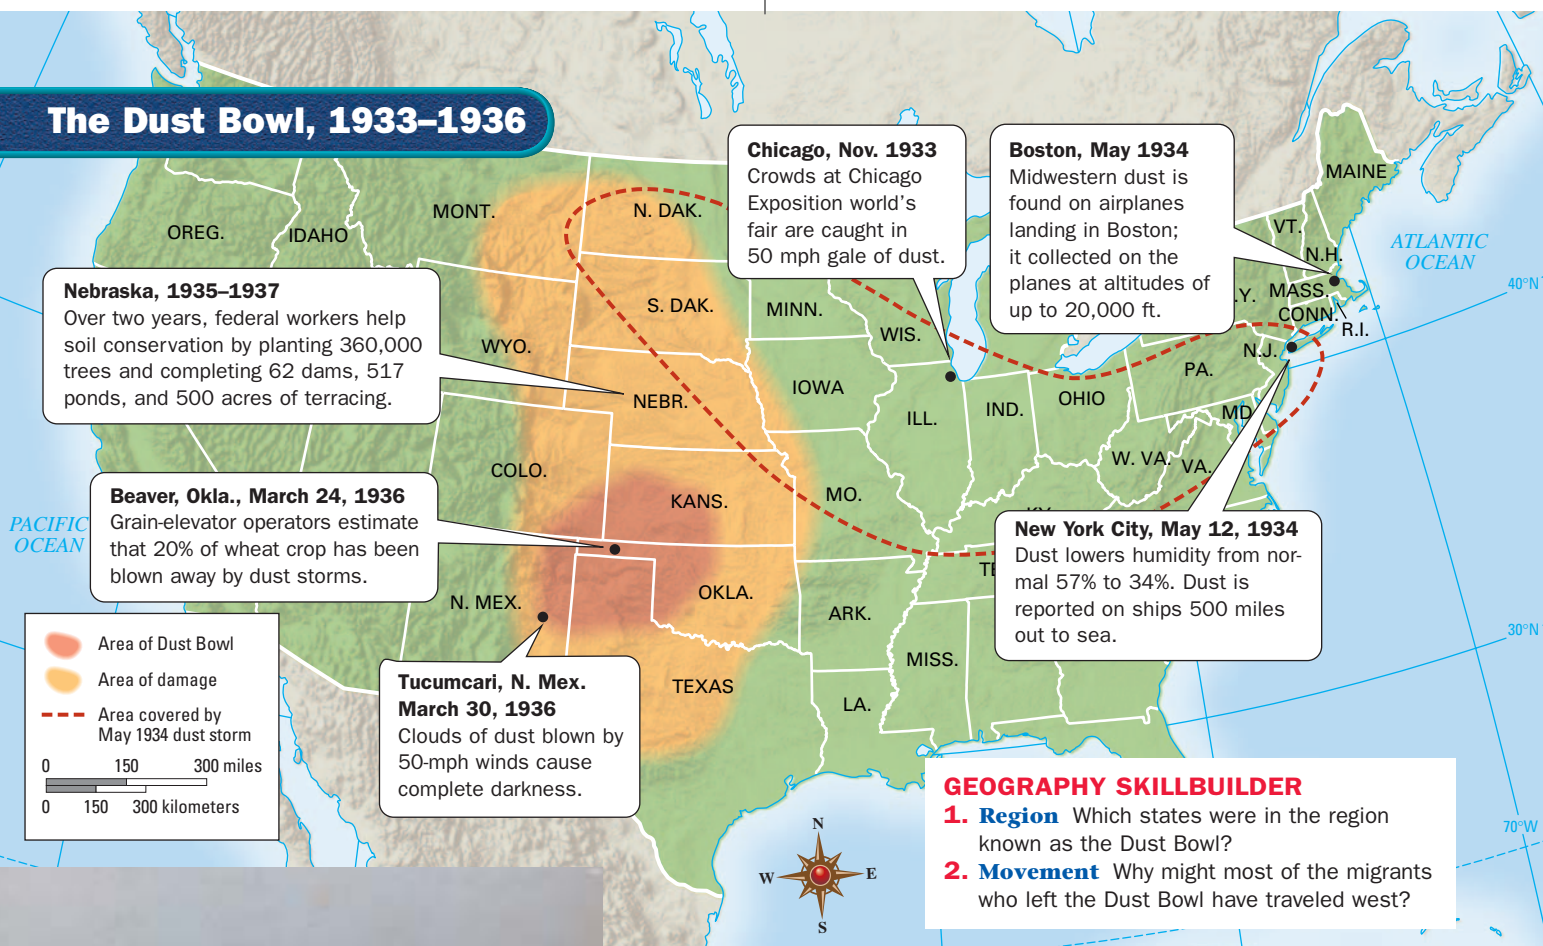 The Dust Bowl, 1933–1936
Chicago, Nov. 1933
Crowds at Chicago
Exposition world's
fair are caught in
50 mph gale of dust.
Boston, May 1934
Midwestern dust is
found on airplanes
landing in Boston;
it collected on the
planes at altitudes of
up to 20,000 ft.
Nebraska, 1935–1937
Over two years, federal workers help
soil conservation by planting 360,000
trees and completing 62 dams, 517
ponds, and 500 acres of terracing.
Beaver, Okla., March 24, 1936
Grain-elevator operators estimate
that 20% of wheat crop has been
blown away by dust storms.
Tucumcari, N. Mex.
March 30, 1936
Clouds of dust blown by
50-mph winds cause
complete darkness.
New York City, May 12, 1934
Dust lowers humidity from nor-
mal 57% to 34%. Dust is
reported on ships 500 miles
out to sea.
OREG.
IDAHO
MONT.
N. DAK.
S. DAK.
WYO.
NEBR.
COLO.
KANS.
N. MEX.
OKLA.
TEXAS
MINN.
WIS.
IOWA
ILL.
IND.
OHIO
MO.
ARK.
MISS.
LA.
W. VA.
VA.
MD.
PA.
N.J.
.Y.
MASS.
CONN.
R.I.
VT.
N.H.
MAINE
ATLANTIC
OCEAN
PACIFIC
OCEAN
40°N
30°N
70°W
Area of Dust Bowl
Area of damage
Area covered by
May 1934 dust storm
0 150 300 miles
0 150 300 kilometers
N
W E
S
GEOGRAPHY SKILLBUILDER
1. Region Which states were in the region
known as the Dust Bowl?
2. Movement Why might most of the migrants
who left the Dust Bowl have traveled west?